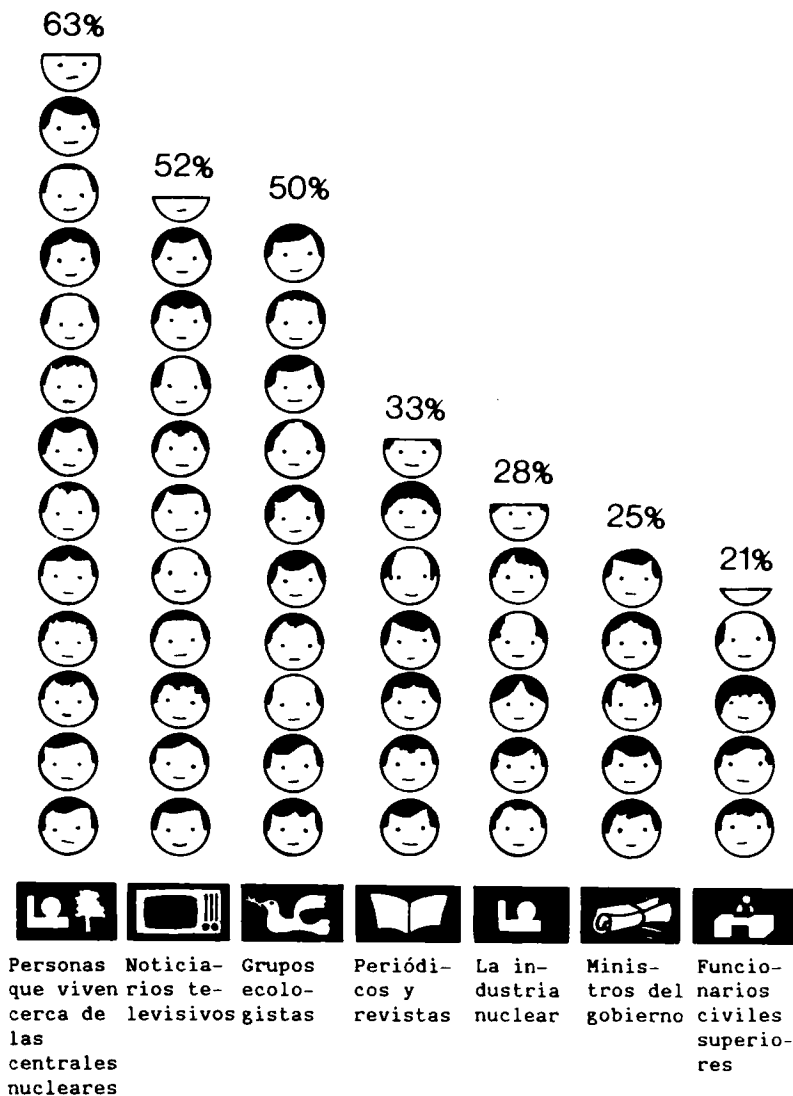 63%
52%
50%
33%
28%
25%
21%
Personas
que viven
cerca de
las
centrales
nucleares
Noticia-
rios te-
levisivos
Grupos
ecolo-
gistas
Periódi-
cos y
revistas
La in-
dustria
nuclear
Minis-
tros del
gobierno
Funcio-
narios
civiles
superio-
res